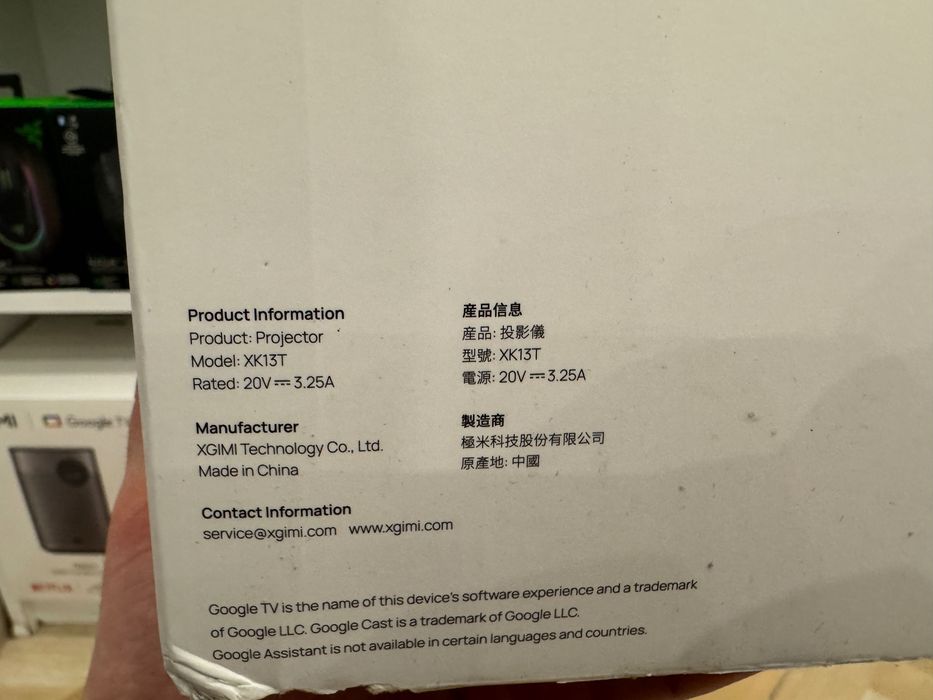 Product Information
Product: Projector
Model: XK13T
Rated: 20V⎓3.25A
Manufacturer
XGIMI Technology Co., Ltd.
Made in China
Contact Information
service@xgimi.com www.xgimi.com
產品信息
產品: 投影儀
型號: XK13T
電源: 20V⎓3.25A
製造商
極米科技股份有限公司
原產地: 中國
Google TV is the name of this device's software experience and a trademark
of Google LLC. Google Cast is a trademark of Google LLC.
Google Assistant is not available in certain languages and countries.
MI Google TV
NETFLIX